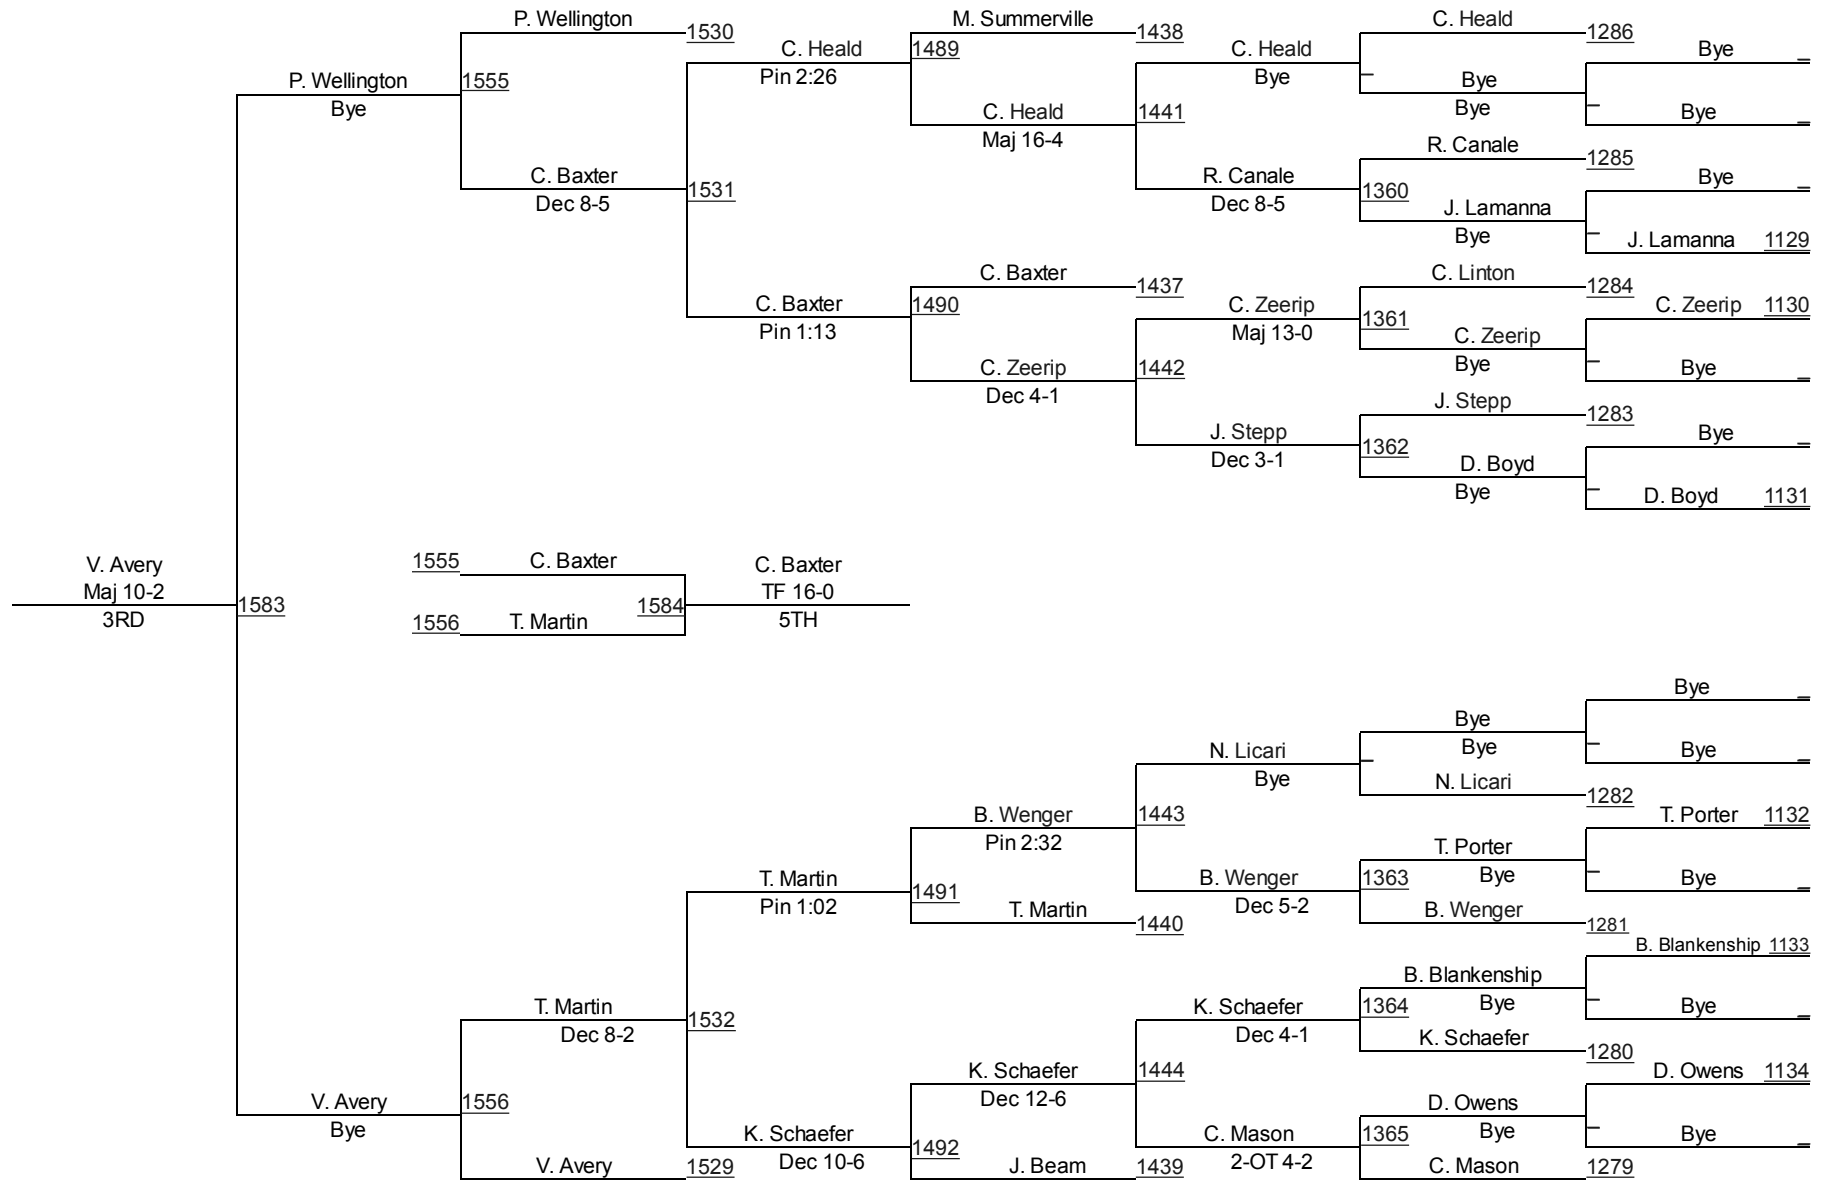 P. Wellington
1530
P. Wellington
Bye
1555
C. Baxter
Dec 8-5
1531
C. Heald
Pin 2:26
1489
M. Summerville
1438
C. Heald
Maj 16-4
1441
C. Heald
Bye
C. Heald
1286
Bye
Bye
Bye
Bye
R. Canale
Dec 8-5
1360
R. Canale
1285
J. Lamanna
Bye
Bye
J. Lamanna 1129
C. Baxter
Pin 1:13
1490
C. Baxter
1437
C. Zeerip
Dec 4-1
1442
C. Zeerip
Maj 13-0
1361
C. Linton
1284
C. Zeerip
Bye
C. Zeerip 1130
Bye
J. Stepp
Dec 3-1
1362
J. Stepp
1283
D. Boyd
Bye
Bye
D. Boyd 1131
V. Avery
Maj 10-2
3RD
1583
1555 C. Baxter
1556 T. Martin
1584
C. Baxter
TF 16-0
5TH
V. Avery
Bye
1556
T. Martin
Dec 8-2
1532
V. Avery
1529
T. Martin
Pin 1:02
1491
B. Wenger
Pin 2:32
1443
T. Martin
1440
N. Licari
Bye
Bye
Bye
Bye
Bye
N. Licari
1282
B. Wenger
Dec 5-2
1363
T. Porter
Bye
T. Porter 1132
Bye
B. Wenger
1281
K. Schaefer
Dec 10-6
1492
K. Schaefer
Dec 12-6
1444
J. Beam
1439
K. Schaefer
Dec 4-1
1364
B. Blankenship
Bye
B. Blankenship 1133
Bye
K. Schaefer
1280
C. Mason
2-OT 4-2
1365
D. Owens
Bye
D. Owens 1134
Bye
C. Mason
1279